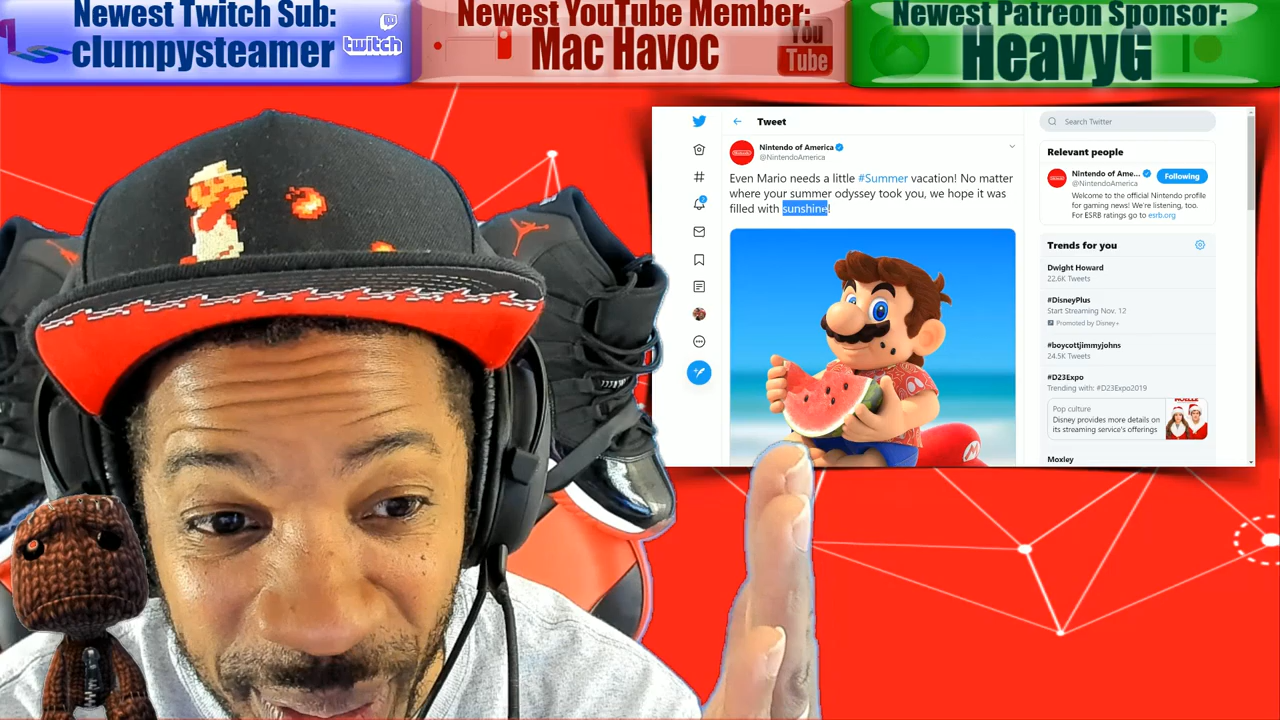 Newest Twitch Sub:
clumpysteamer
twitch
Newest YouTube Member:
Mac Havoc
You
Tube
Newest Patreon Sponsor:
HeavyG
Tweet
Search Twitter
Nintendo of America
@NintendoAmerica
Even Mario needs a little #Summer vacation! No matter
where your summer odyssey took you, we hope it was
filled with sunshine!
Relevant people
Nintendo of Ame...
@NintendoAmerica
Following
Welcome to the official Nintendo profile
for gaming news! We're listening, too.
For ESRB ratings go to esrb.org
Trends for you
Dwight Howard
22.6K Tweets
#DisneyPlus
Start Streaming Nov. 12
Promoted by Disney+
#boycottjimmyjohns
24.5K Tweets
#D23Expo
Trending with: #D23Expo2019
Pop culture
Disney provides more details on
its streaming service's offerings
Moxley
M